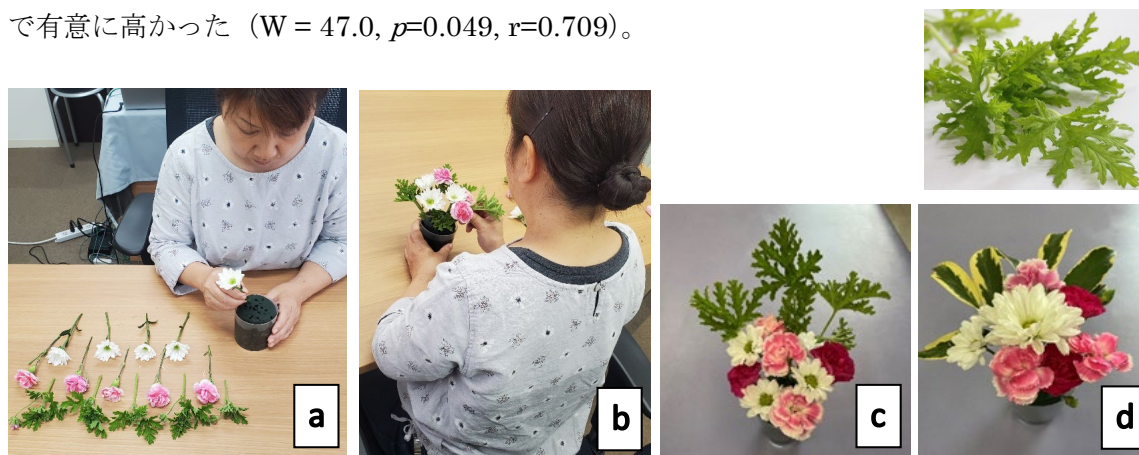 で有意に高かった（W = 47.0, p=0.049, r=0.709）。
a
b
c
d